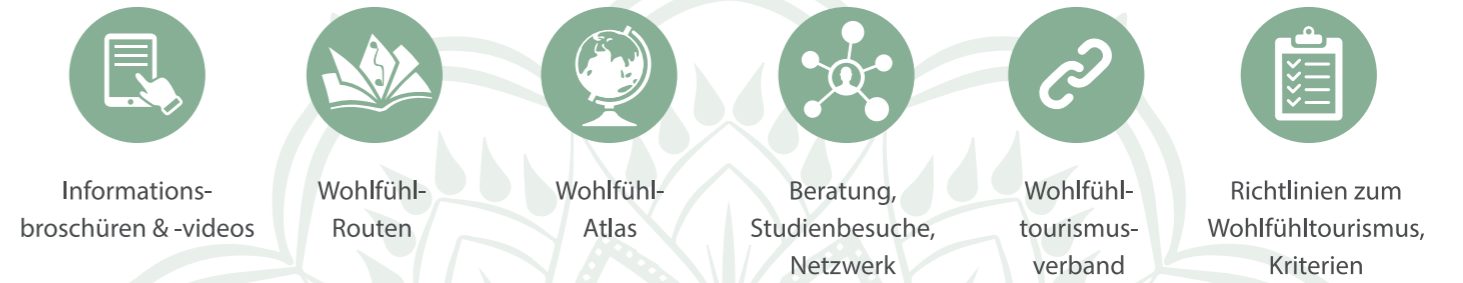 Informations-
broschüren & -videos
Wohlfühl-
Routen
Wohlfühl-
Atlas
Beratung,
Studienbesuche,
Netzwerk
Wohlfühl-
tourismus-
verband
Richtlinien zum
Wohlfühltourismus,
Kriterien